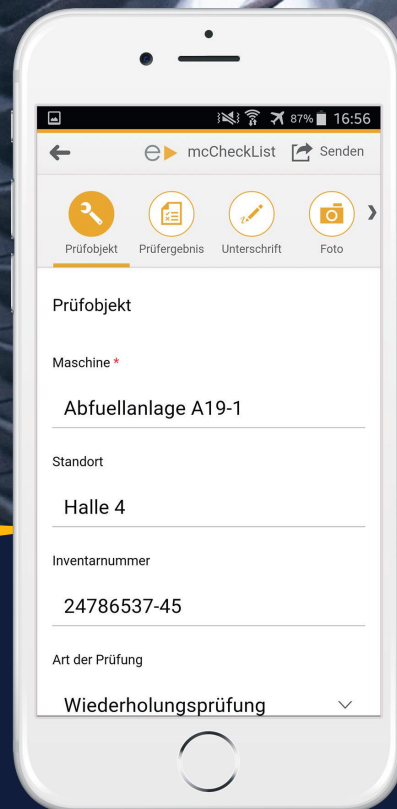 87% 16:56
mcCheckList Senden
Prüfobjekt Prüfergebnis Unterschrift Foto
Prüfobjekt
Maschine *
Abfuellanlage A19-1
Standort
Halle 4
Inventarnummer
24786537-45
Art der Prüfung
Wiederholungsprüfung